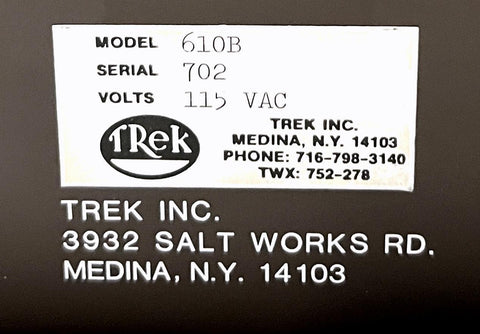 MODEL 610B
SERIAL 702
VOLTS 115 VAC
TRek
TREK INC.
MEDINA, N.Y. 14103
PHONE: 716-798-3140
TWX: 752-278
TREK INC.
3932 SALT WORKS RD.
MEDINA, N.Y. 14103